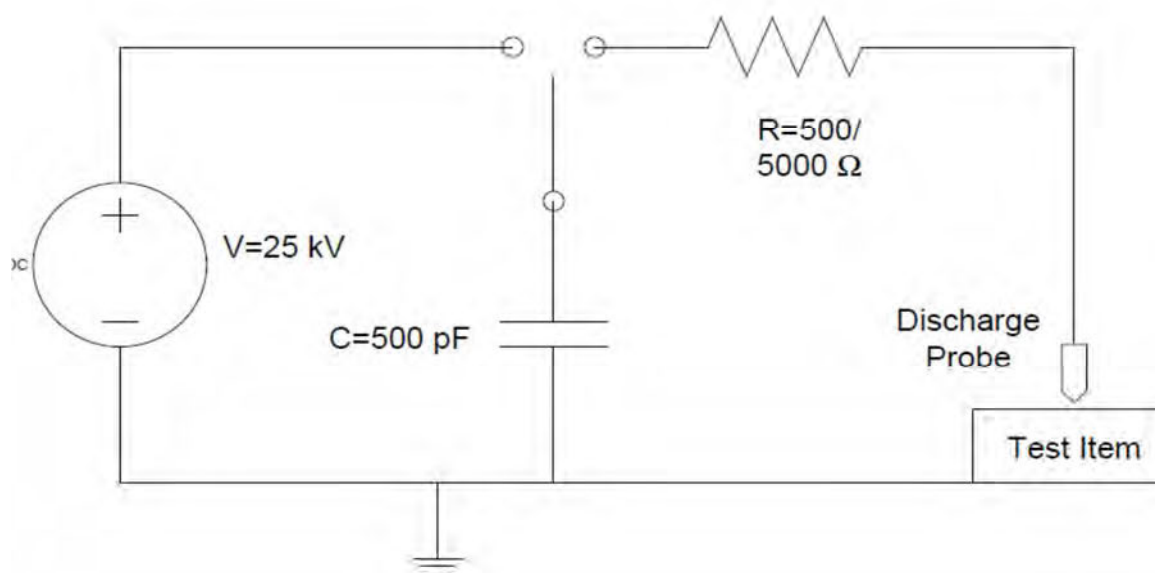 R=500/
5000 Ω
V=25 kV
C=500 pF
Discharge
Probe
Test Item